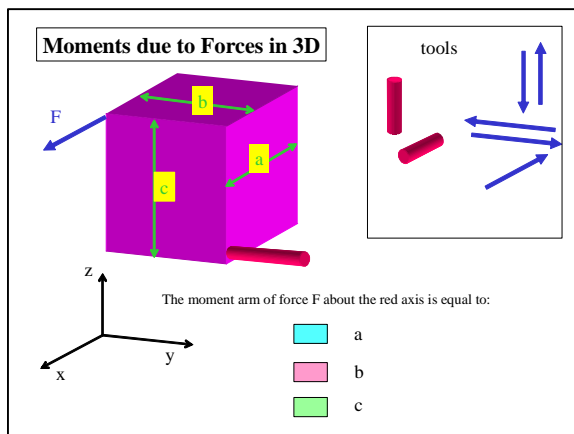 Moments due to Forces in 3D
tools
F
b
a
c
z
y
x
The moment arm of force F about the red axis is equal to:
a
b
c